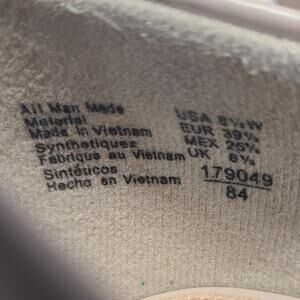 All Man Made
Material
Made in Vietnam
Synthetiques
Fabrique au Vietnam
Sintéucos
Hecho en Vietnam
USA 8½W
EUR 39½
MEX 25½
UK 6½
179049
84